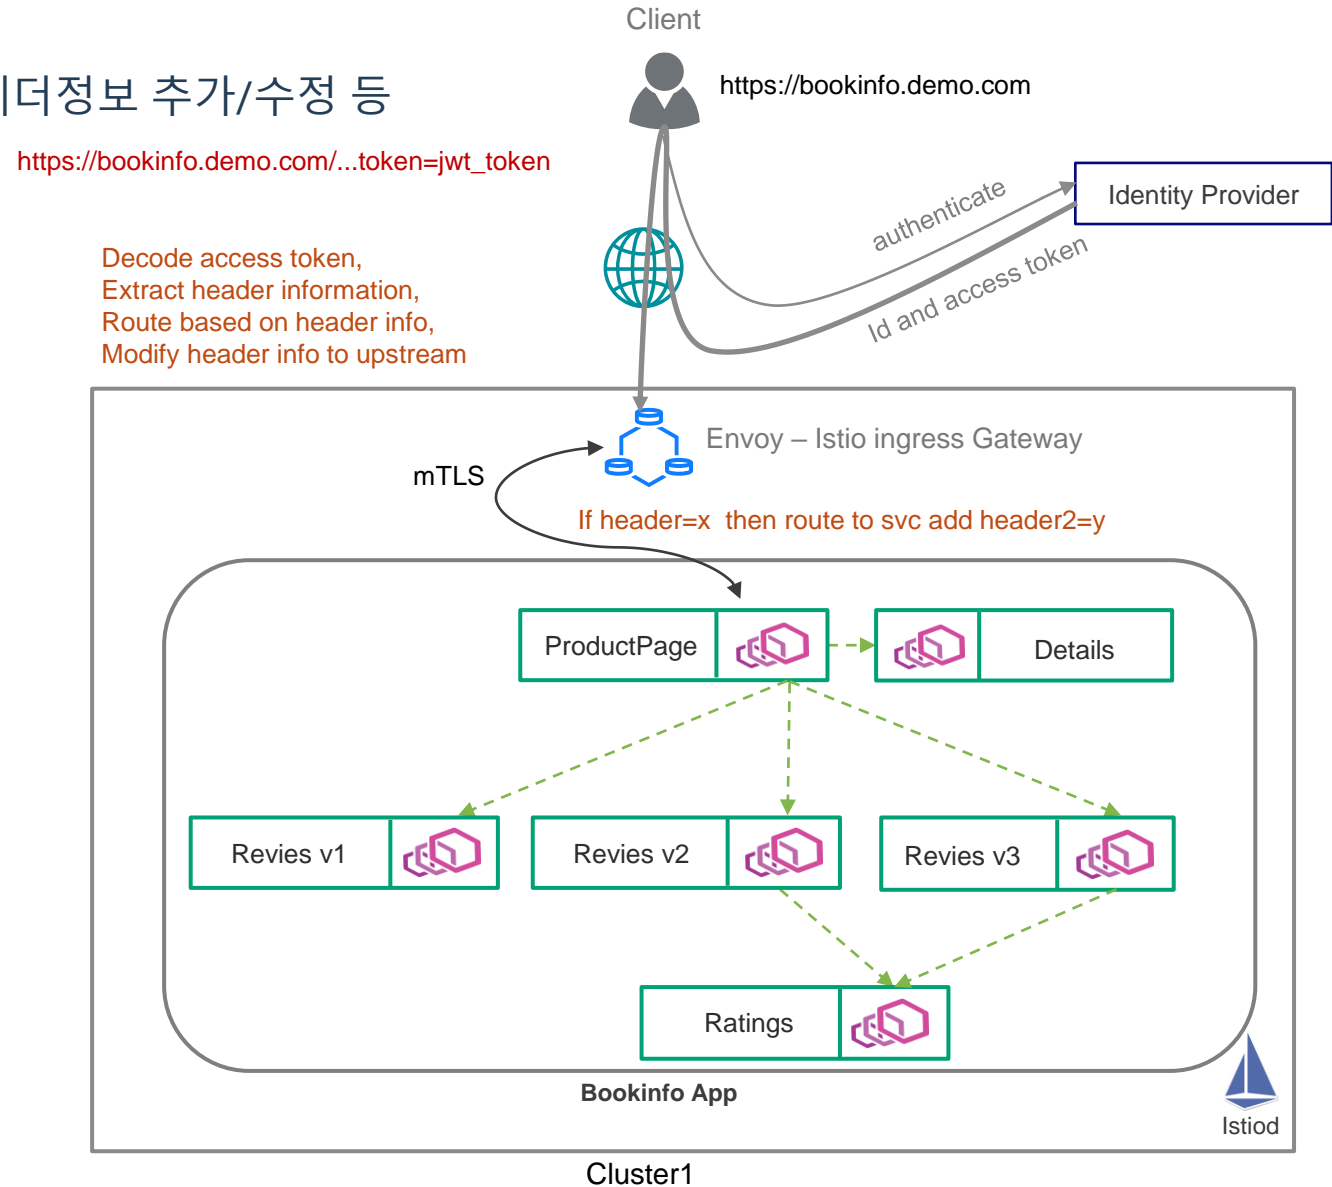 Client
더정보 추가/수정 등
https://bookinfo.demo.com
https://bookinfo.demo.com/...token=jwt_token
Identity Provider
authenticate
Id and access token
Decode access token,
Extract header information,
Route based on header info,
Modify header info to upstream
Envoy – Istio ingress Gateway
mTLS
If header=x then route to svc add header2=y
ProductPage
Details
Revies v1
Revies v2
Revies v3
Ratings
Bookinfo App
Istiod
Cluster1